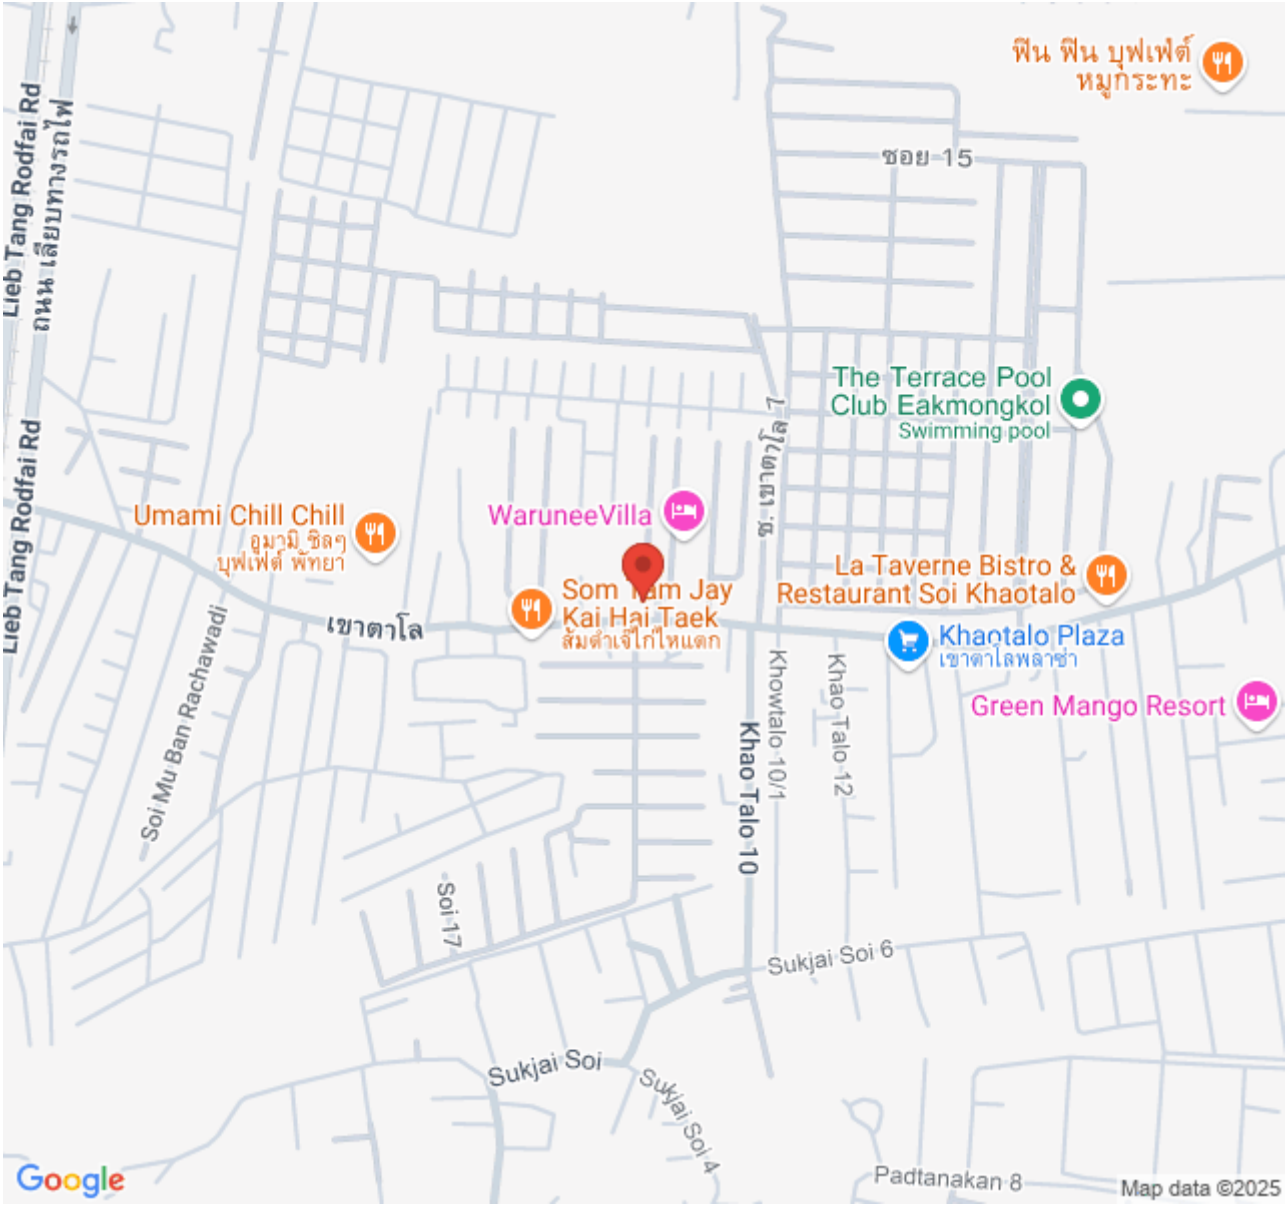 ฟิน ฟิน บุฟเฟ่ต์
หมูกระทะ
Lieb Tang Rodfai Rd
ถนน เลียบทางรถไฟ
ซอย 15
The Terrace Pool
Club Eakmongkol
Swimming pool
ซ. เขาตาโล 7
Lieb Tang Rodfai Rd
Umami Chill Chill
อูมามิ ชิลๆ
บุฟเฟ่ต์ พัทยา
WaruneeVilla
La Taverne Bistro &
Restaurant Soi Khaotalo
Som Tam Jay
Kai Hai Taek
ส้มตำเจ๊ไก่ไหแตก
เขาตาโล
Khaotalo Plaza
เขาตาโลพลาซ่า
Green Mango Resort
Soi Mu Ban Rachawadi
Khao Talo 10
Khowtalo 10/1
Khao Talo 12
Soi 17
Sukjai Soi 6
Sukjai Soi
Sukjai Soi 4
Padtanakan 8
Google
Map data ©2025